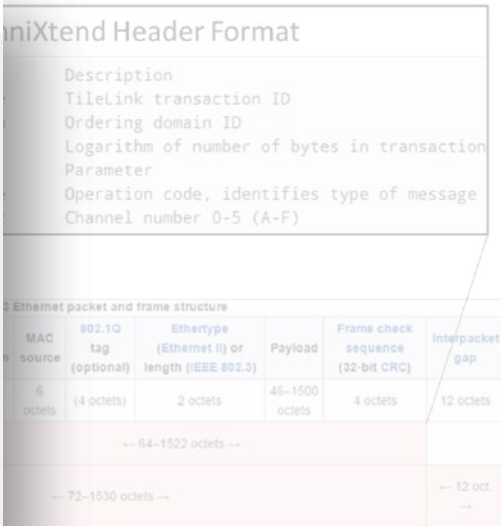 niXtend Header Format
Description
TileLink transaction ID
Ordering domain ID
Logarithm of number of bytes in transaction
Parameter
Operation code, identifies type of message
Channel number 0-5 (A-F)
3 Ethernet packet and frame structure
MAC source
802.1Q tag (optional)
Ethertype (Ethernet II) or length (IEEE 802.3)
Payload
Frame check sequence (32-bit CRC)
Interpacket gap
6 octets
(4 octets)
2 octets
46–1500 octets
4 octets
12 octets
← 64–1522 octets →
← 72–1530 octets →
← 12 oct. →